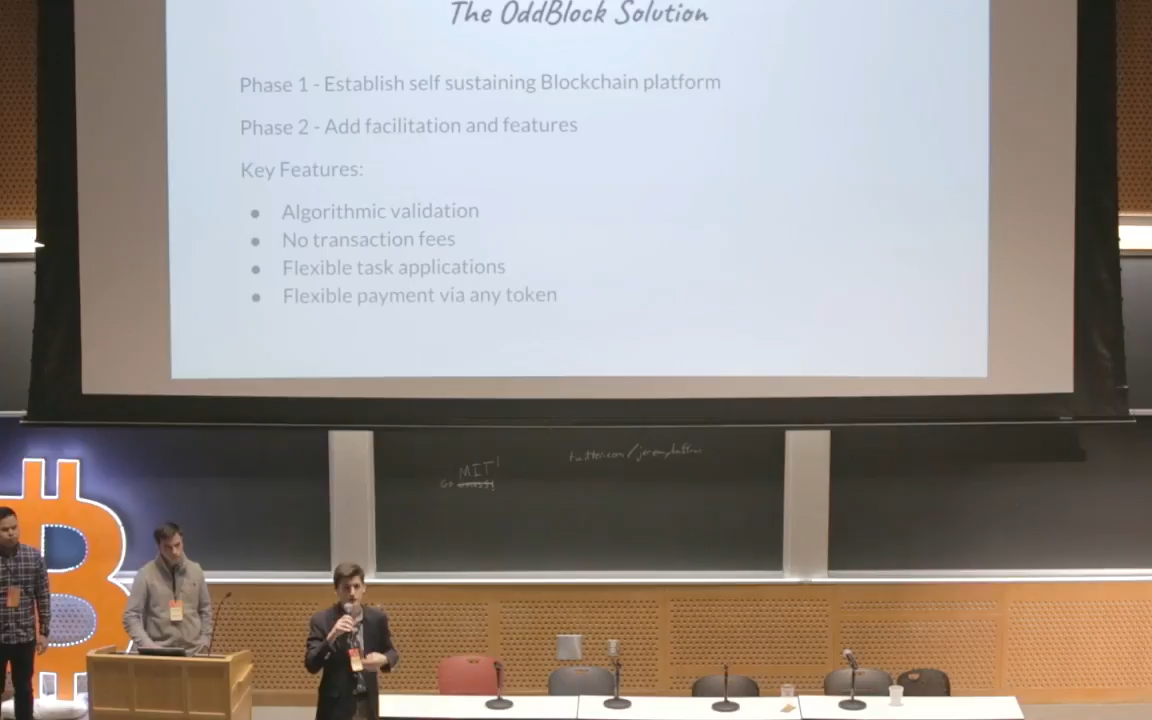 The OddBlock Solution
Phase 1 - Establish self sustaining Blockchain platform
Phase 2 - Add facilitation and features
Key Features:
● Algorithmic validation
● No transaction fees
● Flexible task applications
● Flexible payment via any token
MIT!
Go